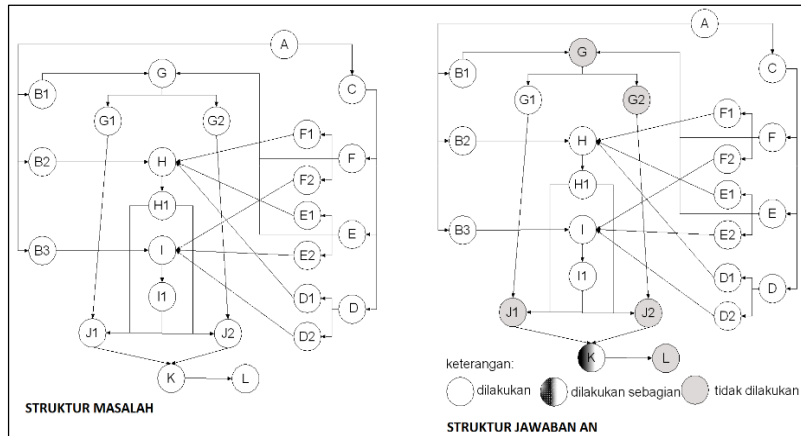 A
B1
G
C
G1
G2
F1
B2
H
F
F2
H1
E1
B3
I
E
E2
I1
D1
D
J1
J2
D2
K
L
STRUKTUR MASALAH
A
B1
G
C
G1
G2
F1
B2
H
F
F2
H1
E1
B3
I
E
E2
I1
D1
D
J1
J2
D2
K
L
keterangan:
dilakukan
dilakukan sebagian
tidak dilakukan
STRUKTUR JAWABAN AN